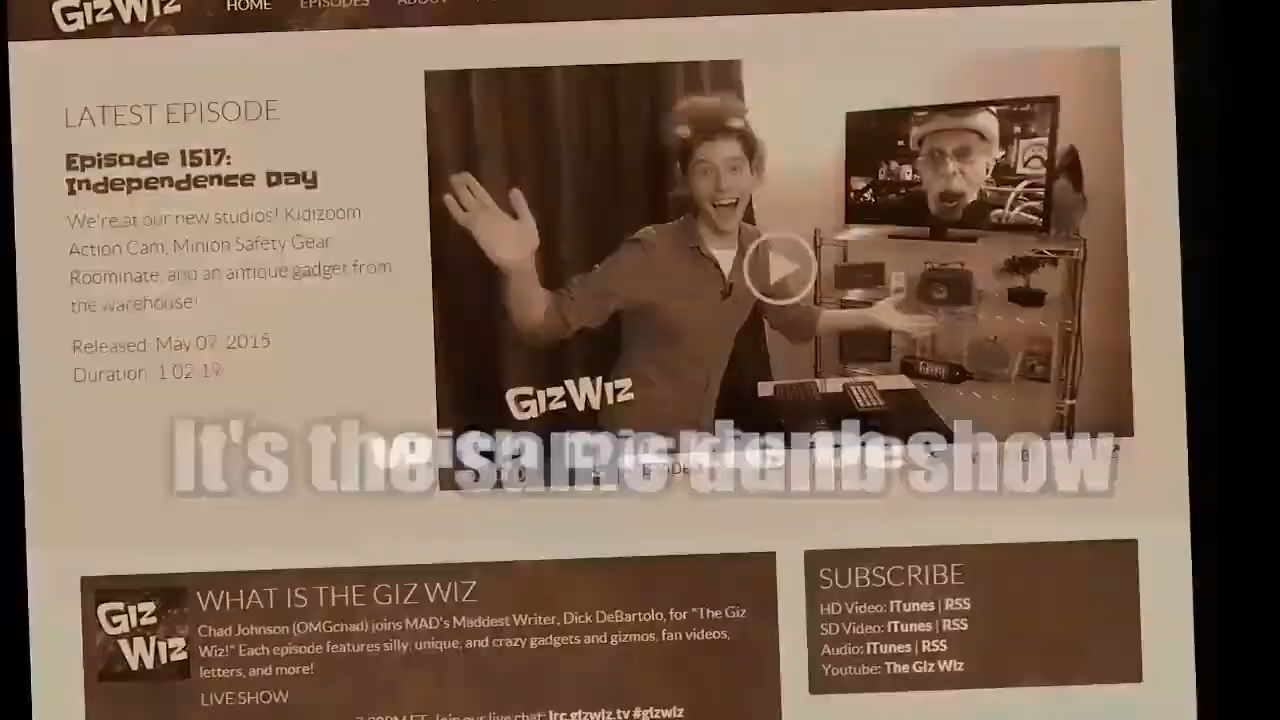 GIZWIZ
HOME EPISODES ABOUT
LATEST EPISODE
Episode 1517:
Independence Day
We're at our new studios! Kidizoom
Action Cam, Minion Safety Gear
Roominate, and an antique gadget from
the warehouse!
Released: May 07, 2015
Duration: 1:02:19
GIZWIZ
It's the same dumb show
WHAT IS THE GIZ WIZ
GIZ
WIZ
Chad Johnson (OMGchad) joins MAD's Maddest Writer, Dick DeBartolo, for "The Giz
Wiz!" Each episode features silly, unique, and crazy gadgets and gizmos, fan videos,
letters, and more!
LIVE SHOW
Join our live chat: irc.gizwiz.tv #gizwiz
SUBSCRIBE
HD Video: iTunes | RSS
SD Video: iTunes | RSS
Audio: iTunes | RSS
Youtube: The Giz Wiz